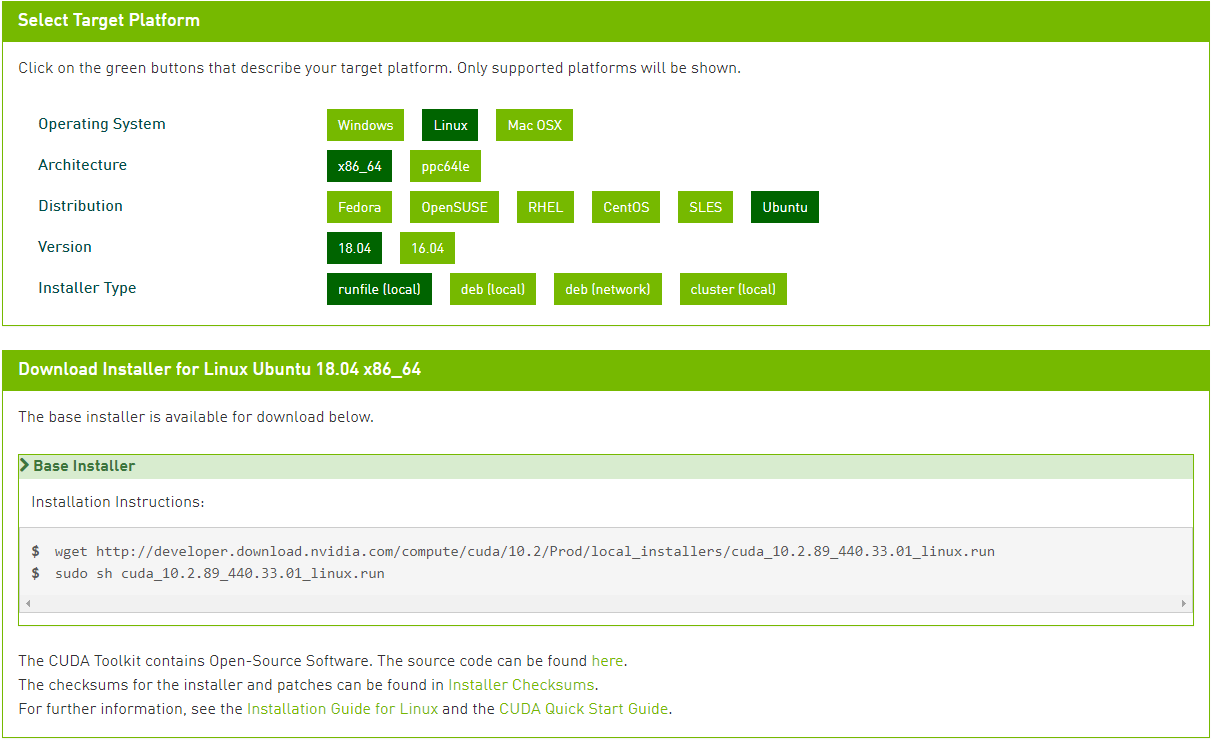 Select Target Platform
Click on the green buttons that describe your target platform. Only supported platforms will be shown.
Operating System Windows Linux Mac OSX
Architecture x86_64 ppc64le
Distribution Fedora OpenSUSE RHEL CentOS SLES Ubuntu
Version 18.04 16.04
Installer Type runfile (local) deb (local) deb (network) cluster (local)
Download Installer for Linux Ubuntu 18.04 x86_64
The base installer is available for download below.
Base Installer
Installation Instructions:
$ wget http://developer.download.nvidia.com/compute/cuda/10.2/Prod/local_installers/cuda_10.2.89_440.33.01_linux.run
$ sudo sh cuda_10.2.89_440.33.01_linux.run
The CUDA Toolkit contains Open-Source Software. The source code can be found here.
The checksums for the installer and patches can be found in Installer Checksums.
For further information, see the Installation Guide for Linux and the CUDA Quick Start Guide.